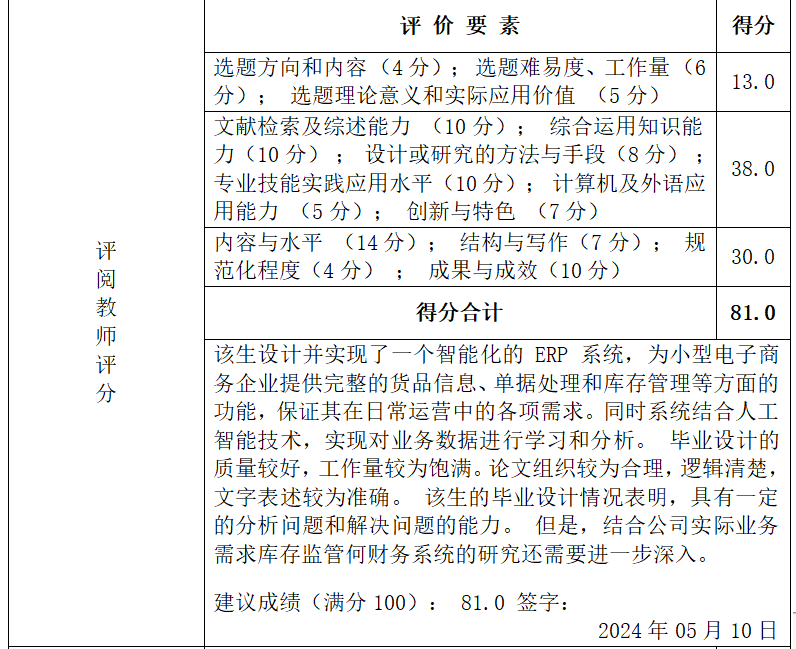 评 价 要 素 得分
选题方向和内容（4 分）；选题难易度、工作量（6
分）； 选题理论意义和实际应用价值 （5 分）
13.0
文献检索及综述能力 （10 分）； 综合运用知识能
力（10 分）； 设计或研究的方法与手段（8 分）；
专业技能实践应用水平（10 分）；计算机及外语应
用能力 （5 分）； 创新与特色 （7 分）
38.0
内容与水平 （14 分）； 结构与写作（7 分）； 规
范化程度（4 分） ； 成果与成效（10 分）
30.0
得分合计 81.0
评
阅
教
师
评
分
该生设计并实现了一个智能化的 ERP 系统，为小型电子商
务企业提供完整的货品信息、单据处理和库存管理等方面的
功能，保证其在日常运营中的各项需求。同时系统结合人工
智能技术，实现对业务数据进行学习和分析。 毕业设计的
质量较好，工作量较为饱满。论文组织较为合理，逻辑清楚，
文字表述较为准确。 该生的毕业设计情况表明，具有一定
的分析问题和解决问题的能力。 但是，结合公司实际业务
需求库存监管何财务系统的研究还需要进一步深入。
建议成绩（满分 100）： 81.0 签字：
2024 年 05 月 10 日